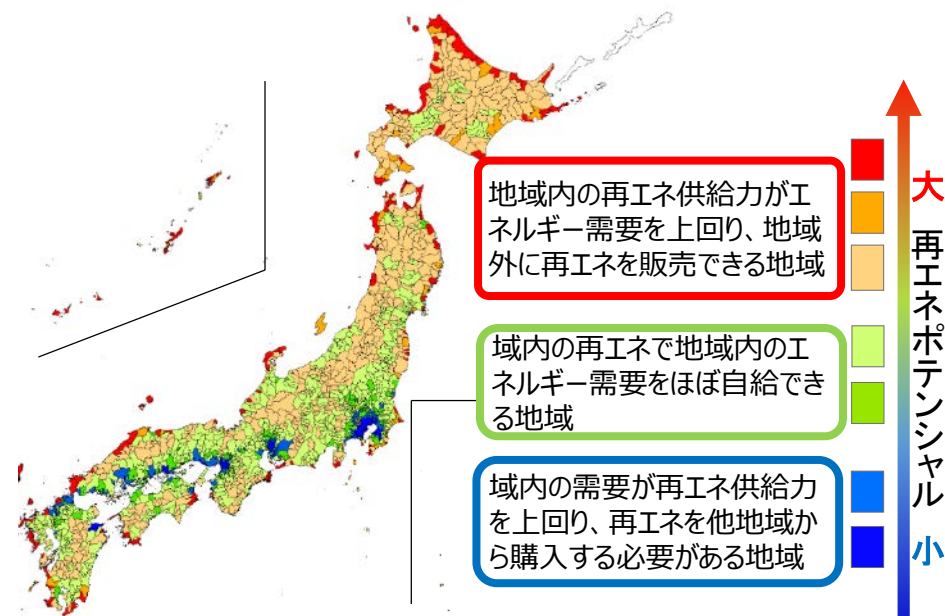 地域内の再エネ供給力がエ
ネルギー需要を上回り、地域
外に再エネを販売できる地域
域内の再エネで地域内のエ
ネルギー需要をほぼ自給でき
る地域
域内の需要が再エネ供給力
を上回り、再エネを他地域か
ら購入する必要がある地域
大
再エネポテンシャル
小